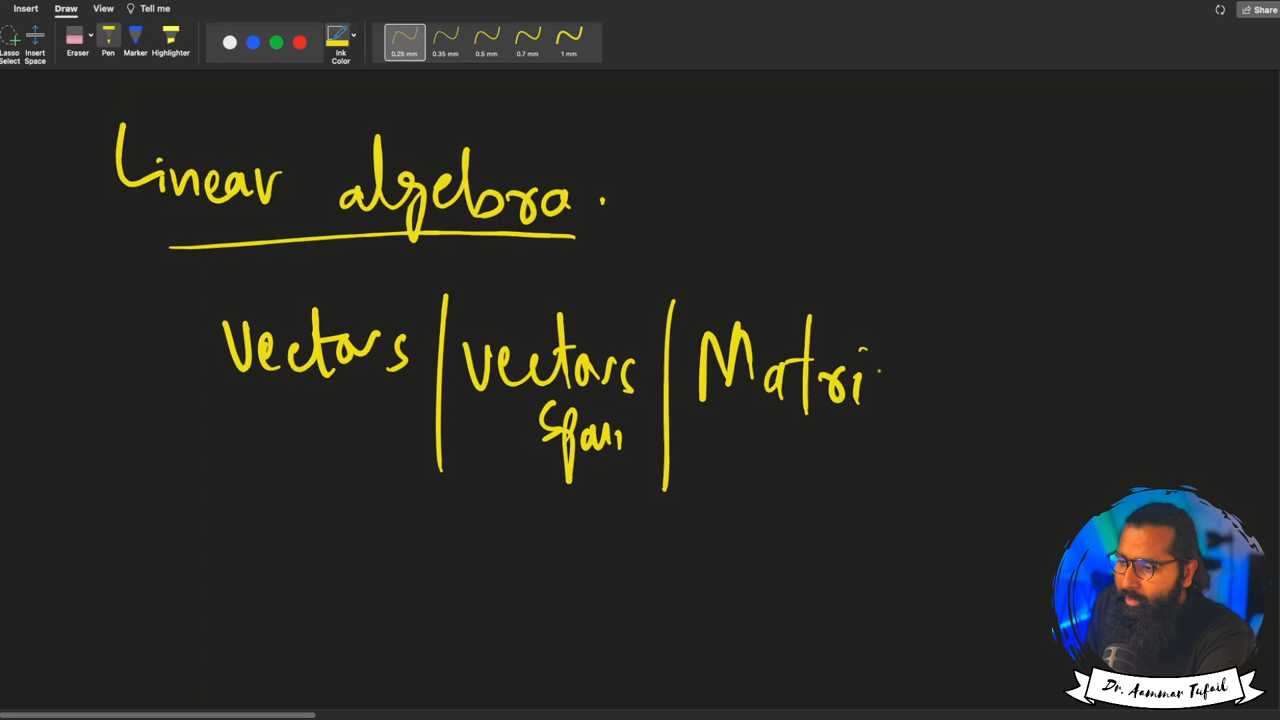 Insert Draw View Tell me Share
Lasso Select Insert Space Eraser Pen Marker Highlighter Ink Color 0.25 mm 0.35 mm 0.5 mm 0.7 mm 1 mm
Linear algebra.
Vectors | Vectors | Matri
Span
Dr. Aammar Tufail